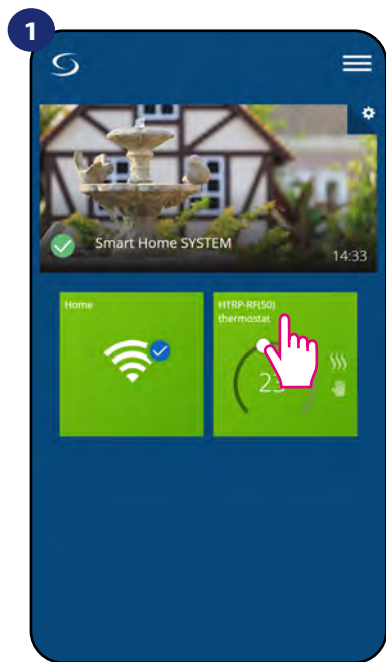 1
Smart Home SYSTEM
14:33
Home
HTRP-RF(50)
thermostat